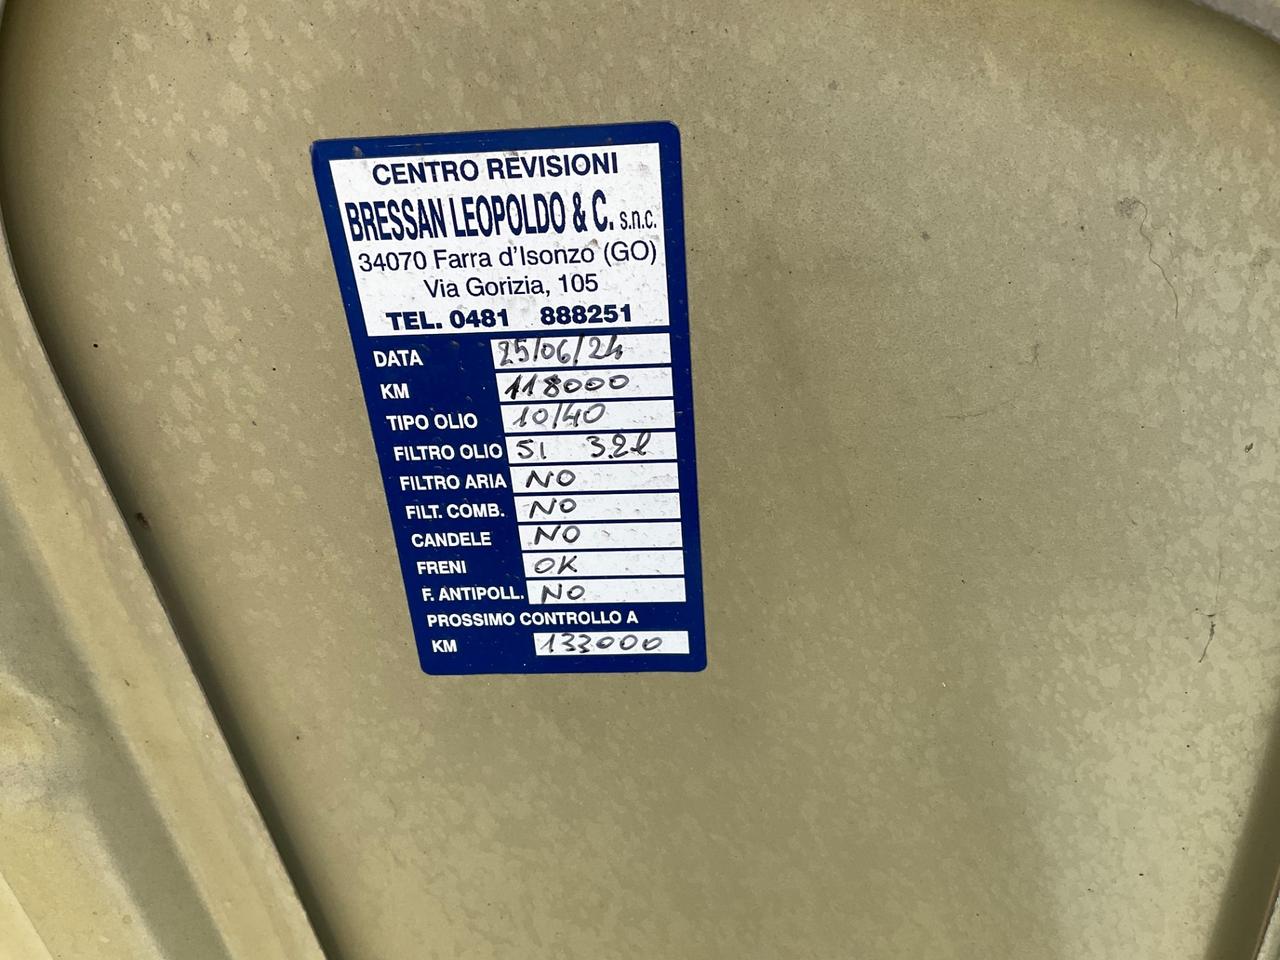 CENTRO REVISIONI
BRESSAN LEOPOLDO & C. s.n.c.
34070 Farra d'Isonzo (GO)
Via Gorizia, 105
TEL. 0481 888251
DATA 25/06/24
KM 118000
TIPO OLIO 10/40
FILTRO OLIO SI 3.2l
FILTRO ARIA NO
FILT. COMB. NO
CANDELE NO
FRENI OK
F. ANTIPOLL. NO
PROSSIMO CONTROLLO A
KM 133000